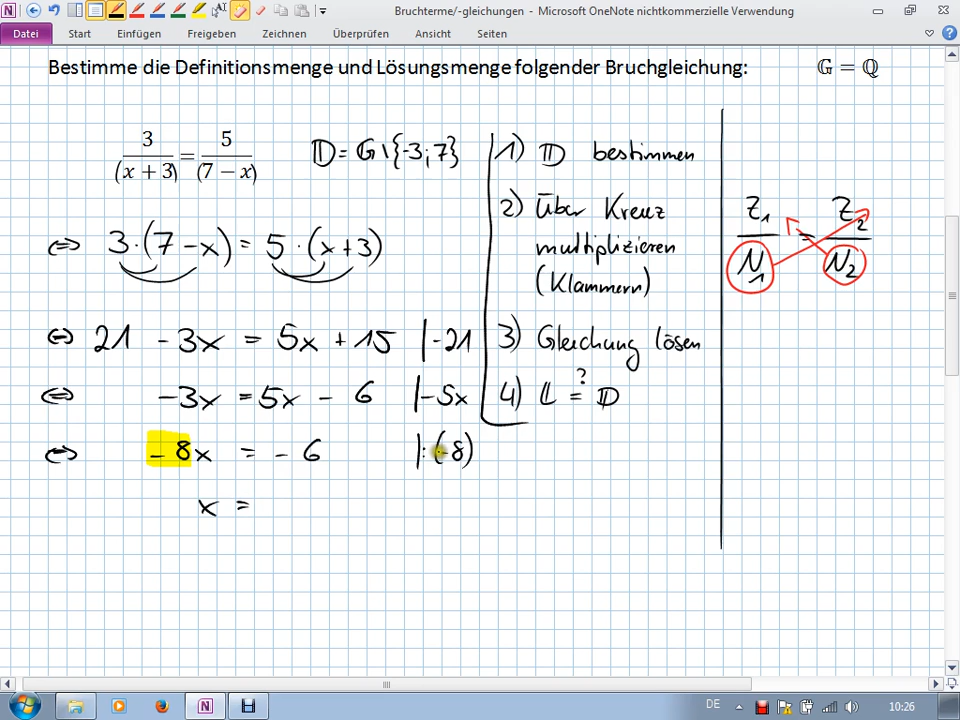 Bruchterme/-gleichungen - Microsoft OneNote nichtkommerzielle Verwendung
Datei Start Einfügen Freigeben Zeichnen Überprüfen Ansicht Seiten
Bestimme die Definitionsmenge und Lösungsmenge folgender Bruchgleichung: 𝔾 = ℚ
3/(x + 3) = 5/(7 − x) 𝔻 = 𝔾\{-3;7}
⇔ 3·(7 − x) = 5·(x+3)
⇔ 21 − 3x = 5x + 15 |-21
⇔ −3x = 5x − 6 |−5x
⇔ −8x = −6 |:(−8)
x =
1) 𝔻 bestimmen
2) Über Kreuz
multiplizieren
(Klammern)
3) Gleichung lösen
4) 𝕃 =? 𝔻
Z₁/N₁ = Z₂/N₂
DE 10:26